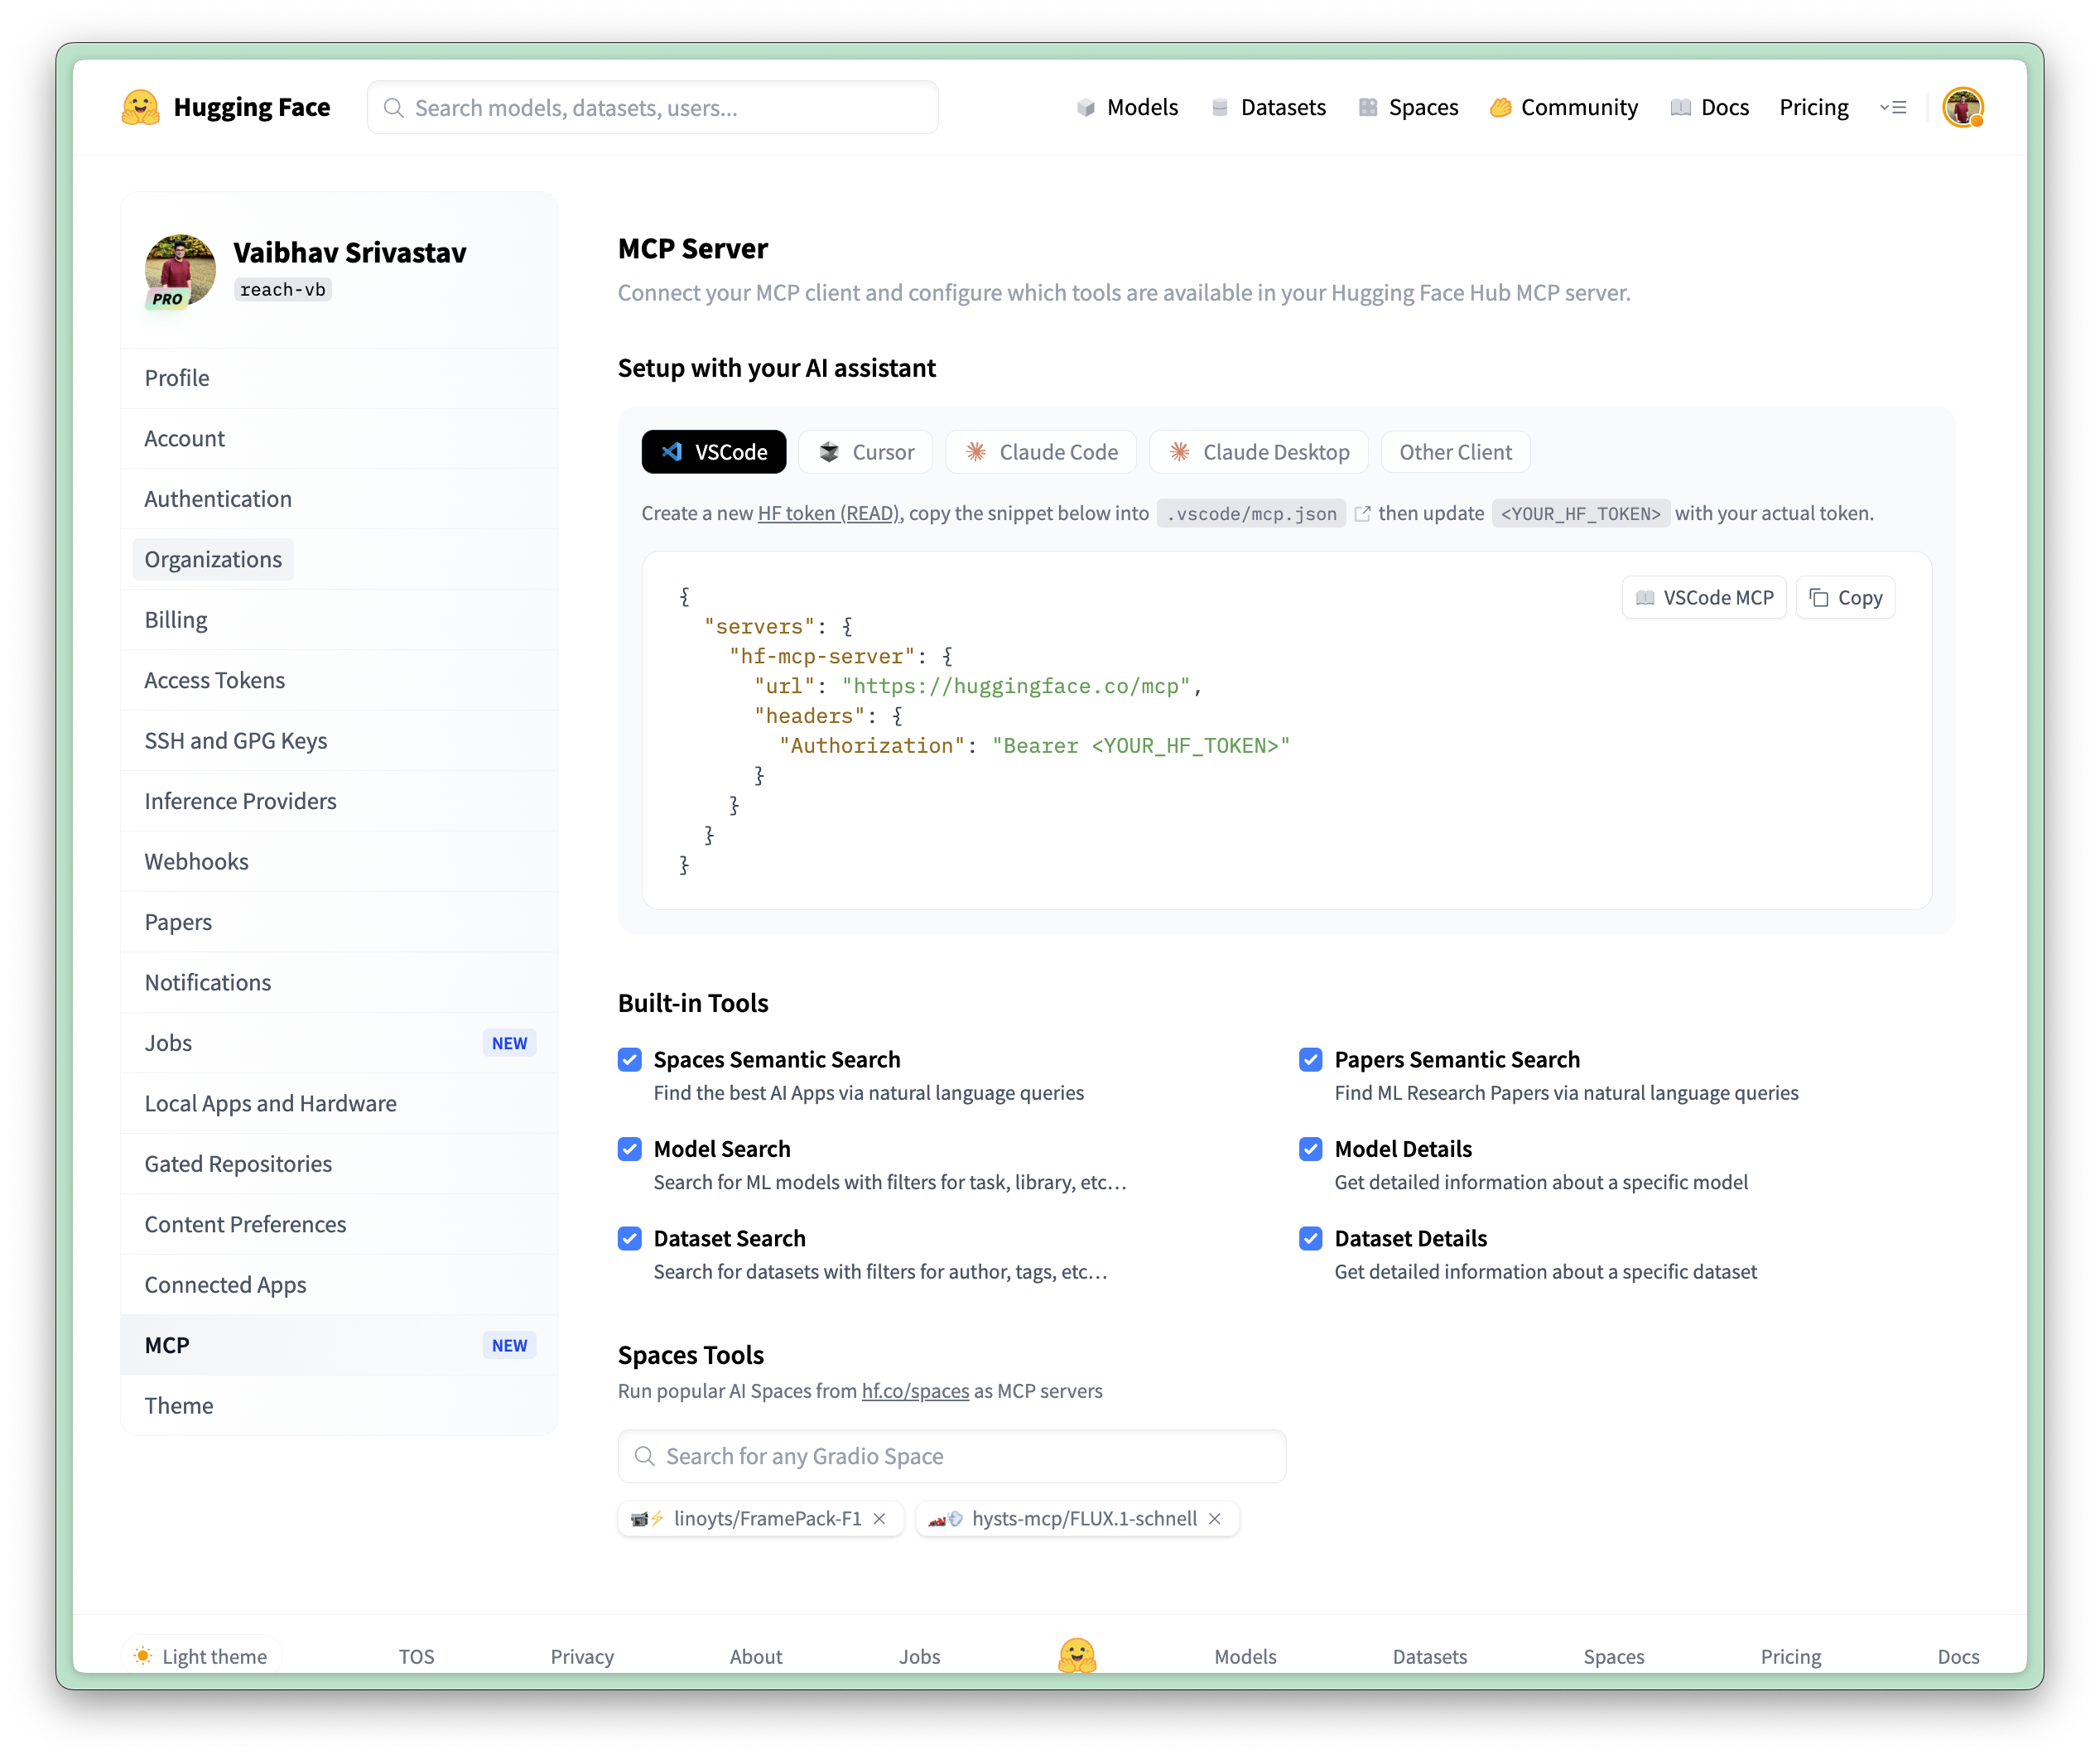 Hugging Face
Search models, datasets, users...
Models
Datasets
Spaces
Community
Docs
Pricing
Vaibhav Srivastav
reach-vb
PRO
Profile
Account
Authentication
Organizations
Billing
Access Tokens
SSH and GPG Keys
Inference Providers
Webhooks
Papers
Notifications
Jobs NEW
Local Apps and Hardware
Gated Repositories
Content Preferences
Connected Apps
MCP NEW
Theme
MCP Server
Connect your MCP client and configure which tools are available in your Hugging Face Hub MCP server.
Setup with your AI assistant
VSCode
Cursor
Claude Code
Claude Desktop
Other Client
Create a new HF token (READ), copy the snippet below into .vscode/mcp.json then update <YOUR_HF_TOKEN> with your actual token.
VSCode MCP
Copy
{
  "servers": {
    "hf-mcp-server": {
      "url": "https://huggingface.co/mcp",
      "headers": {
        "Authorization": "Bearer <YOUR_HF_TOKEN>"
      }
    }
  }
}
Built-in Tools
Spaces Semantic Search
Find the best AI Apps via natural language queries
Papers Semantic Search
Find ML Research Papers via natural language queries
Model Search
Search for ML models with filters for task, library, etc…
Model Details
Get detailed information about a specific model
Dataset Search
Search for datasets with filters for author, tags, etc…
Dataset Details
Get detailed information about a specific dataset
Spaces Tools
Run popular AI Spaces from hf.co/spaces as MCP servers
Search for any Gradio Space
linoyts/FramePack-F1
hysts-mcp/FLUX.1-schnell
Light theme
TOS
Privacy
About
Jobs
Models
Datasets
Spaces
Pricing
Docs